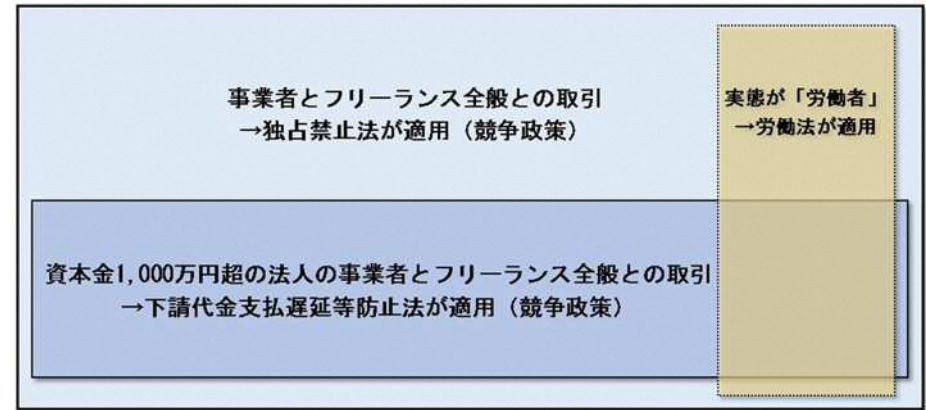 事業者とフリーランス全般との取引
→独占禁止法が適用（競争政策）
実態が「労働者」
→労働法が適用
資本金1,000万円超の法人の事業者とフリーランス全般との取引
→下請代金支払遅延等防止法が適用（競争政策）